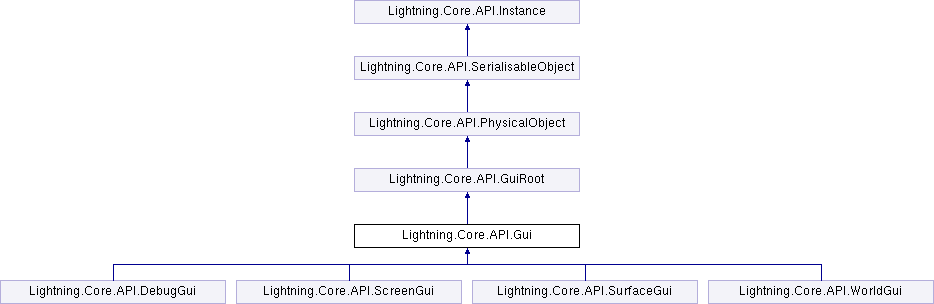 Lightning.Core.API.Instance
Lightning.Core.API.SerialisableObject
Lightning.Core.API.PhysicalObject
Lightning.Core.API.GuiRoot
Lightning.Core.API.Gui
Lightning.Core.API.DebugGui
Lightning.Core.API.ScreenGui
Lightning.Core.API.SurfaceGui
Lightning.Core.API.WorldGui